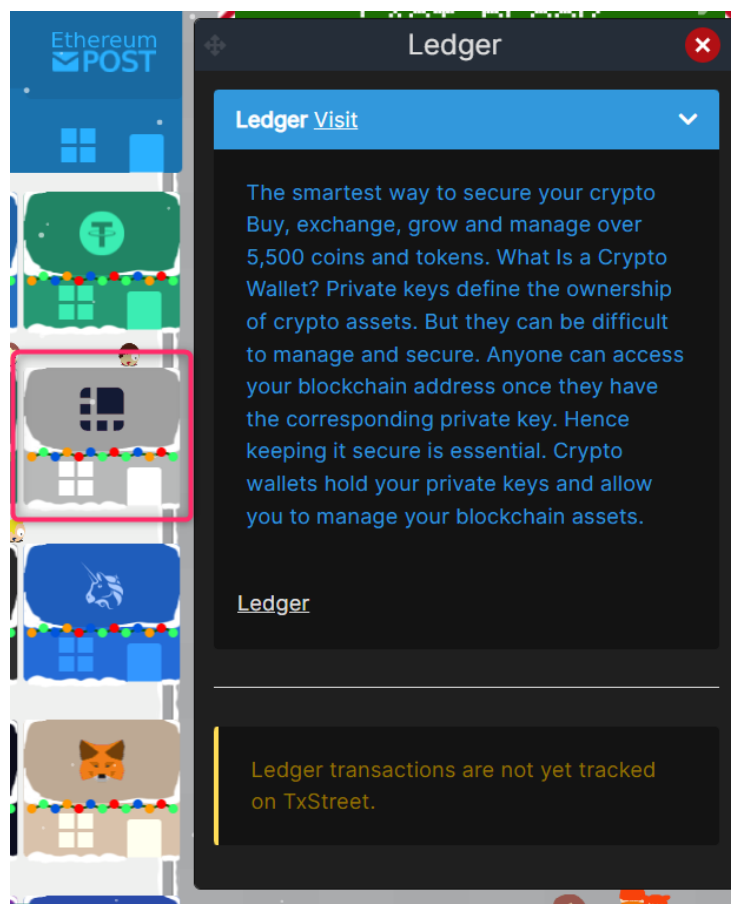 Ethereum
POST
Ledger
Ledger Visit
The smartest way to secure your crypto
Buy, exchange, grow and manage over
5,500 coins and tokens. What Is a Crypto
Wallet? Private keys define the ownership
of crypto assets. But they can be difficult
to manage and secure. Anyone can access
your blockchain address once they have
the corresponding private key. Hence
keeping it secure is essential. Crypto
wallets hold your private keys and allow
you to manage your blockchain assets.
Ledger
Ledger transactions are not yet tracked
on TxStreet.